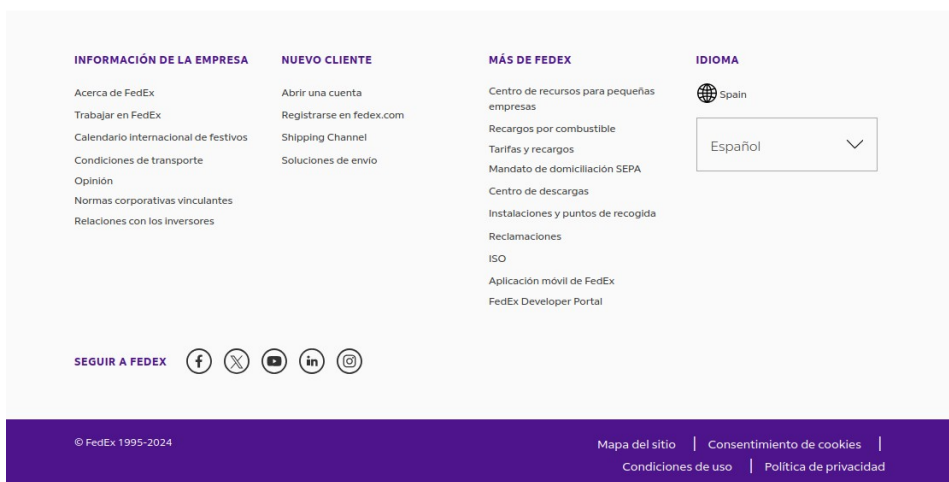 INFORMACIÓN DE LA EMPRESA
Acerca de FedEx
Trabajar en FedEx
Calendario internacional de festivos
Condiciones de transporte
Opinión
Normas corporativas vinculantes
Relaciones con los inversores
NUEVO CLIENTE
Abrir una cuenta
Registrarse en fedex.com
Shipping Channel
Soluciones de envío
MÁS DE FEDEX
Centro de recursos para pequeñas
empresas
Recargos por combustible
Tarifas y recargos
Mandato de domiciliación SEPA
Centro de descargas
Instalaciones y puntos de recogida
Reclamaciones
ISO
Aplicación móvil de FedEx
FedEx Developer Portal
IDIOMA
Spain
Español
SEGUIR A FEDEX
© FedEx 1995-2024
Mapa del sitio | Consentimiento de cookies |
Condiciones de uso | Política de privacidad